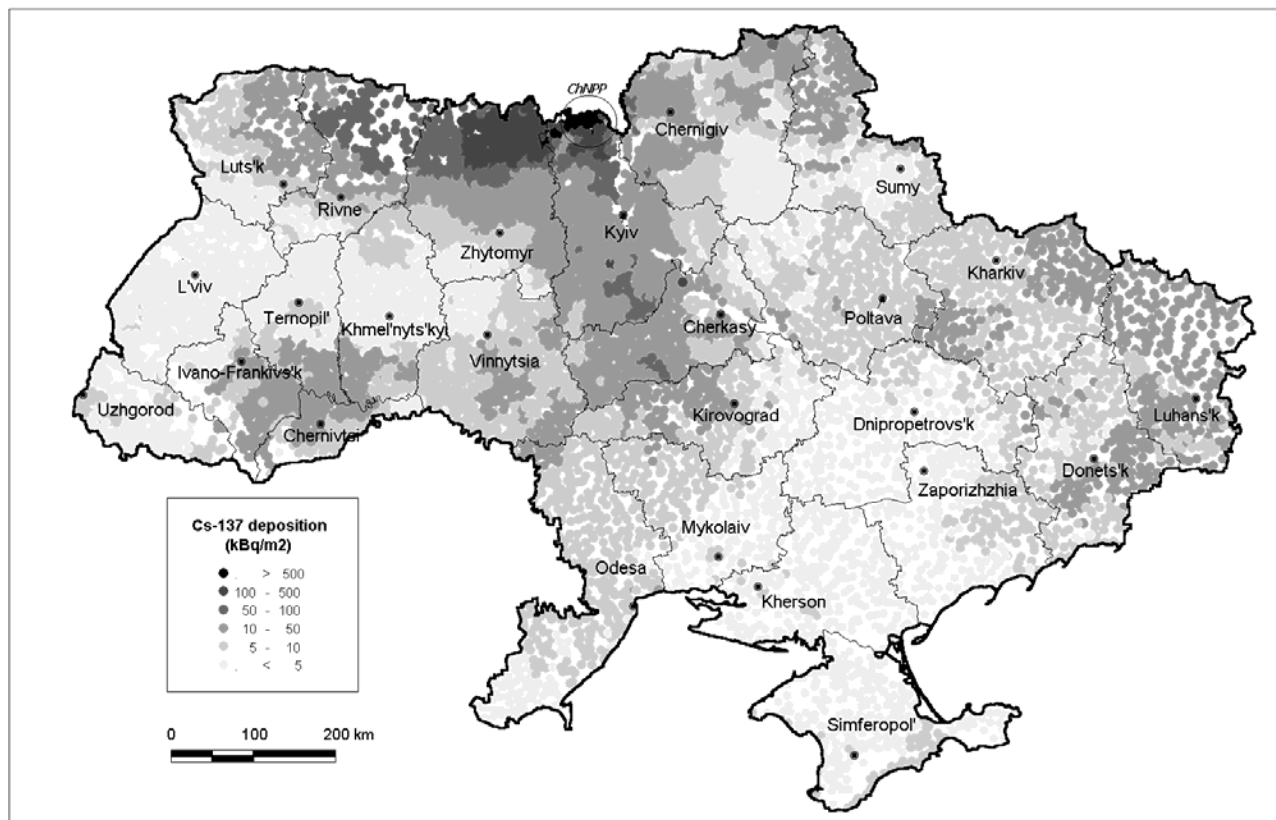 ChNPP
Chernigiv
Luts'k
Sumy
Rivne
Kyiv
Zhytomyr
Kharkiv
L'viv
Ternopil'
Khmel'nyts'kyi
Poltava
Cherkasy
Vinnytsia
Ivano-Frankivs'k
Uzhgorod
Kirovograd
Dnipropetrovs'k
Luhans'k
Chernivtsi
Donets'k
Zaporizhzhia
Mykolaiv
Odesa
Kherson
Simferopol'
Cs-137 deposition
(kBq/m2)
. > 500
100 - 500
50 - 100
10 - 50
5 - 10
. < 5
0 100 200 km